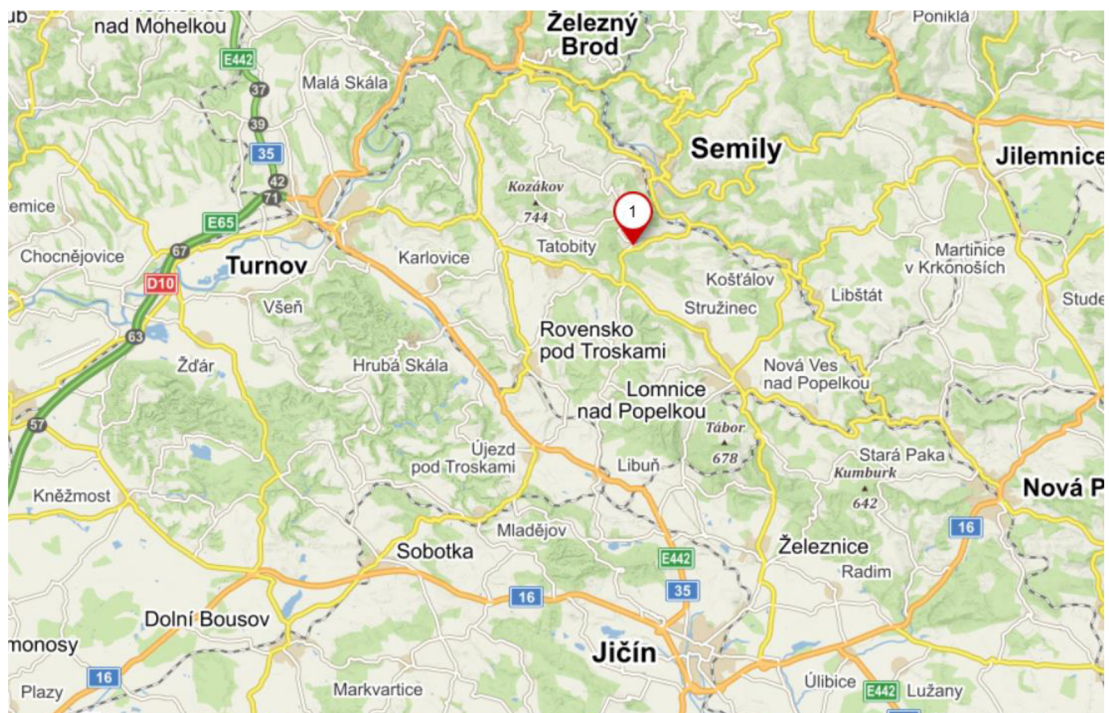 nad Mohelkou
Železný
Brod
Poniklá
E442
37
Malá Skála
39
35
Semily
Jilemnice
42
71
Kozákov
744
1
E65
67
Chocnějovice
Turnov
Karlovice
Tatobity
Košťálov
Martinice
v Krkonoších
D10
Všeň
Stružinec
Libštát
63
Rovensko
pod Troskami
Žďár
Hrubá Skála
Nová Ves
nad Popelkou
Lomnice
nad Popelkou
57
Tábor
678
Újezd
pod Troskami
Libuň
Stará Paka
Kumburk
642
Kněžmost
Nová P
Mladějov
16
Sobotka
Železnice
E442
Radim
35
16
Dolní Bousov
Jičín
16
Plazy
Markvartice
Úlibice
E442
Lužany